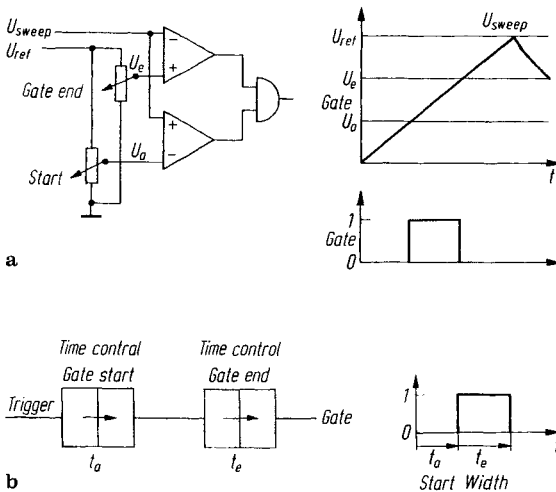 U_sweep
U_ref
U_e
Gate end
U_a
Start
−
+
+
−
a
U_ref
U_sweep
U_e
Gate
U_a
t
1
Gate
0
Time control
Gate start
Time control
Gate end
Trigger
Gate
t_a
t_e
b
1
0
t_a
t_e
Start Width